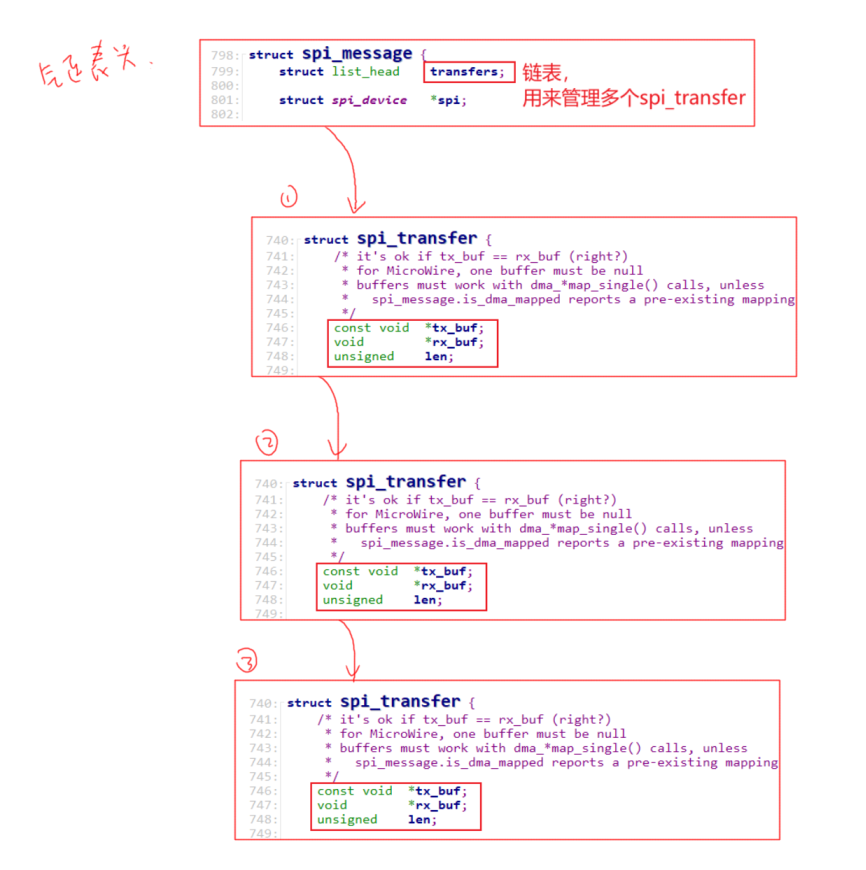 链表头.
798: struct spi_message {
799: struct list_head transfers;
800:
801: struct spi_device *spi;
802:
链表,
用来管理多个spi_transfer
①
740: struct spi_transfer {
741: /* it's ok if tx_buf == rx_buf (right?)
742: * for MicroWire, one buffer must be null
743: * buffers must work with dma_*map_single() calls, unless
744: * spi_message.is_dma_mapped reports a pre-existing mapping
745: */
746: const void *tx_buf;
747: void *rx_buf;
748: unsigned len;
749:
②
740: struct spi_transfer {
741: /* it's ok if tx_buf == rx_buf (right?)
742: * for MicroWire, one buffer must be null
743: * buffers must work with dma_*map_single() calls, unless
744: * spi_message.is_dma_mapped reports a pre-existing mapping
745: */
746: const void *tx_buf;
747: void *rx_buf;
748: unsigned len;
749:
③
740: struct spi_transfer {
741: /* it's ok if tx_buf == rx_buf (right?)
742: * for MicroWire, one buffer must be null
743: * buffers must work with dma_*map_single() calls, unless
744: * spi_message.is_dma_mapped reports a pre-existing mapping
745: */
746: const void *tx_buf;
747: void *rx_buf;
748: unsigned len;
749: